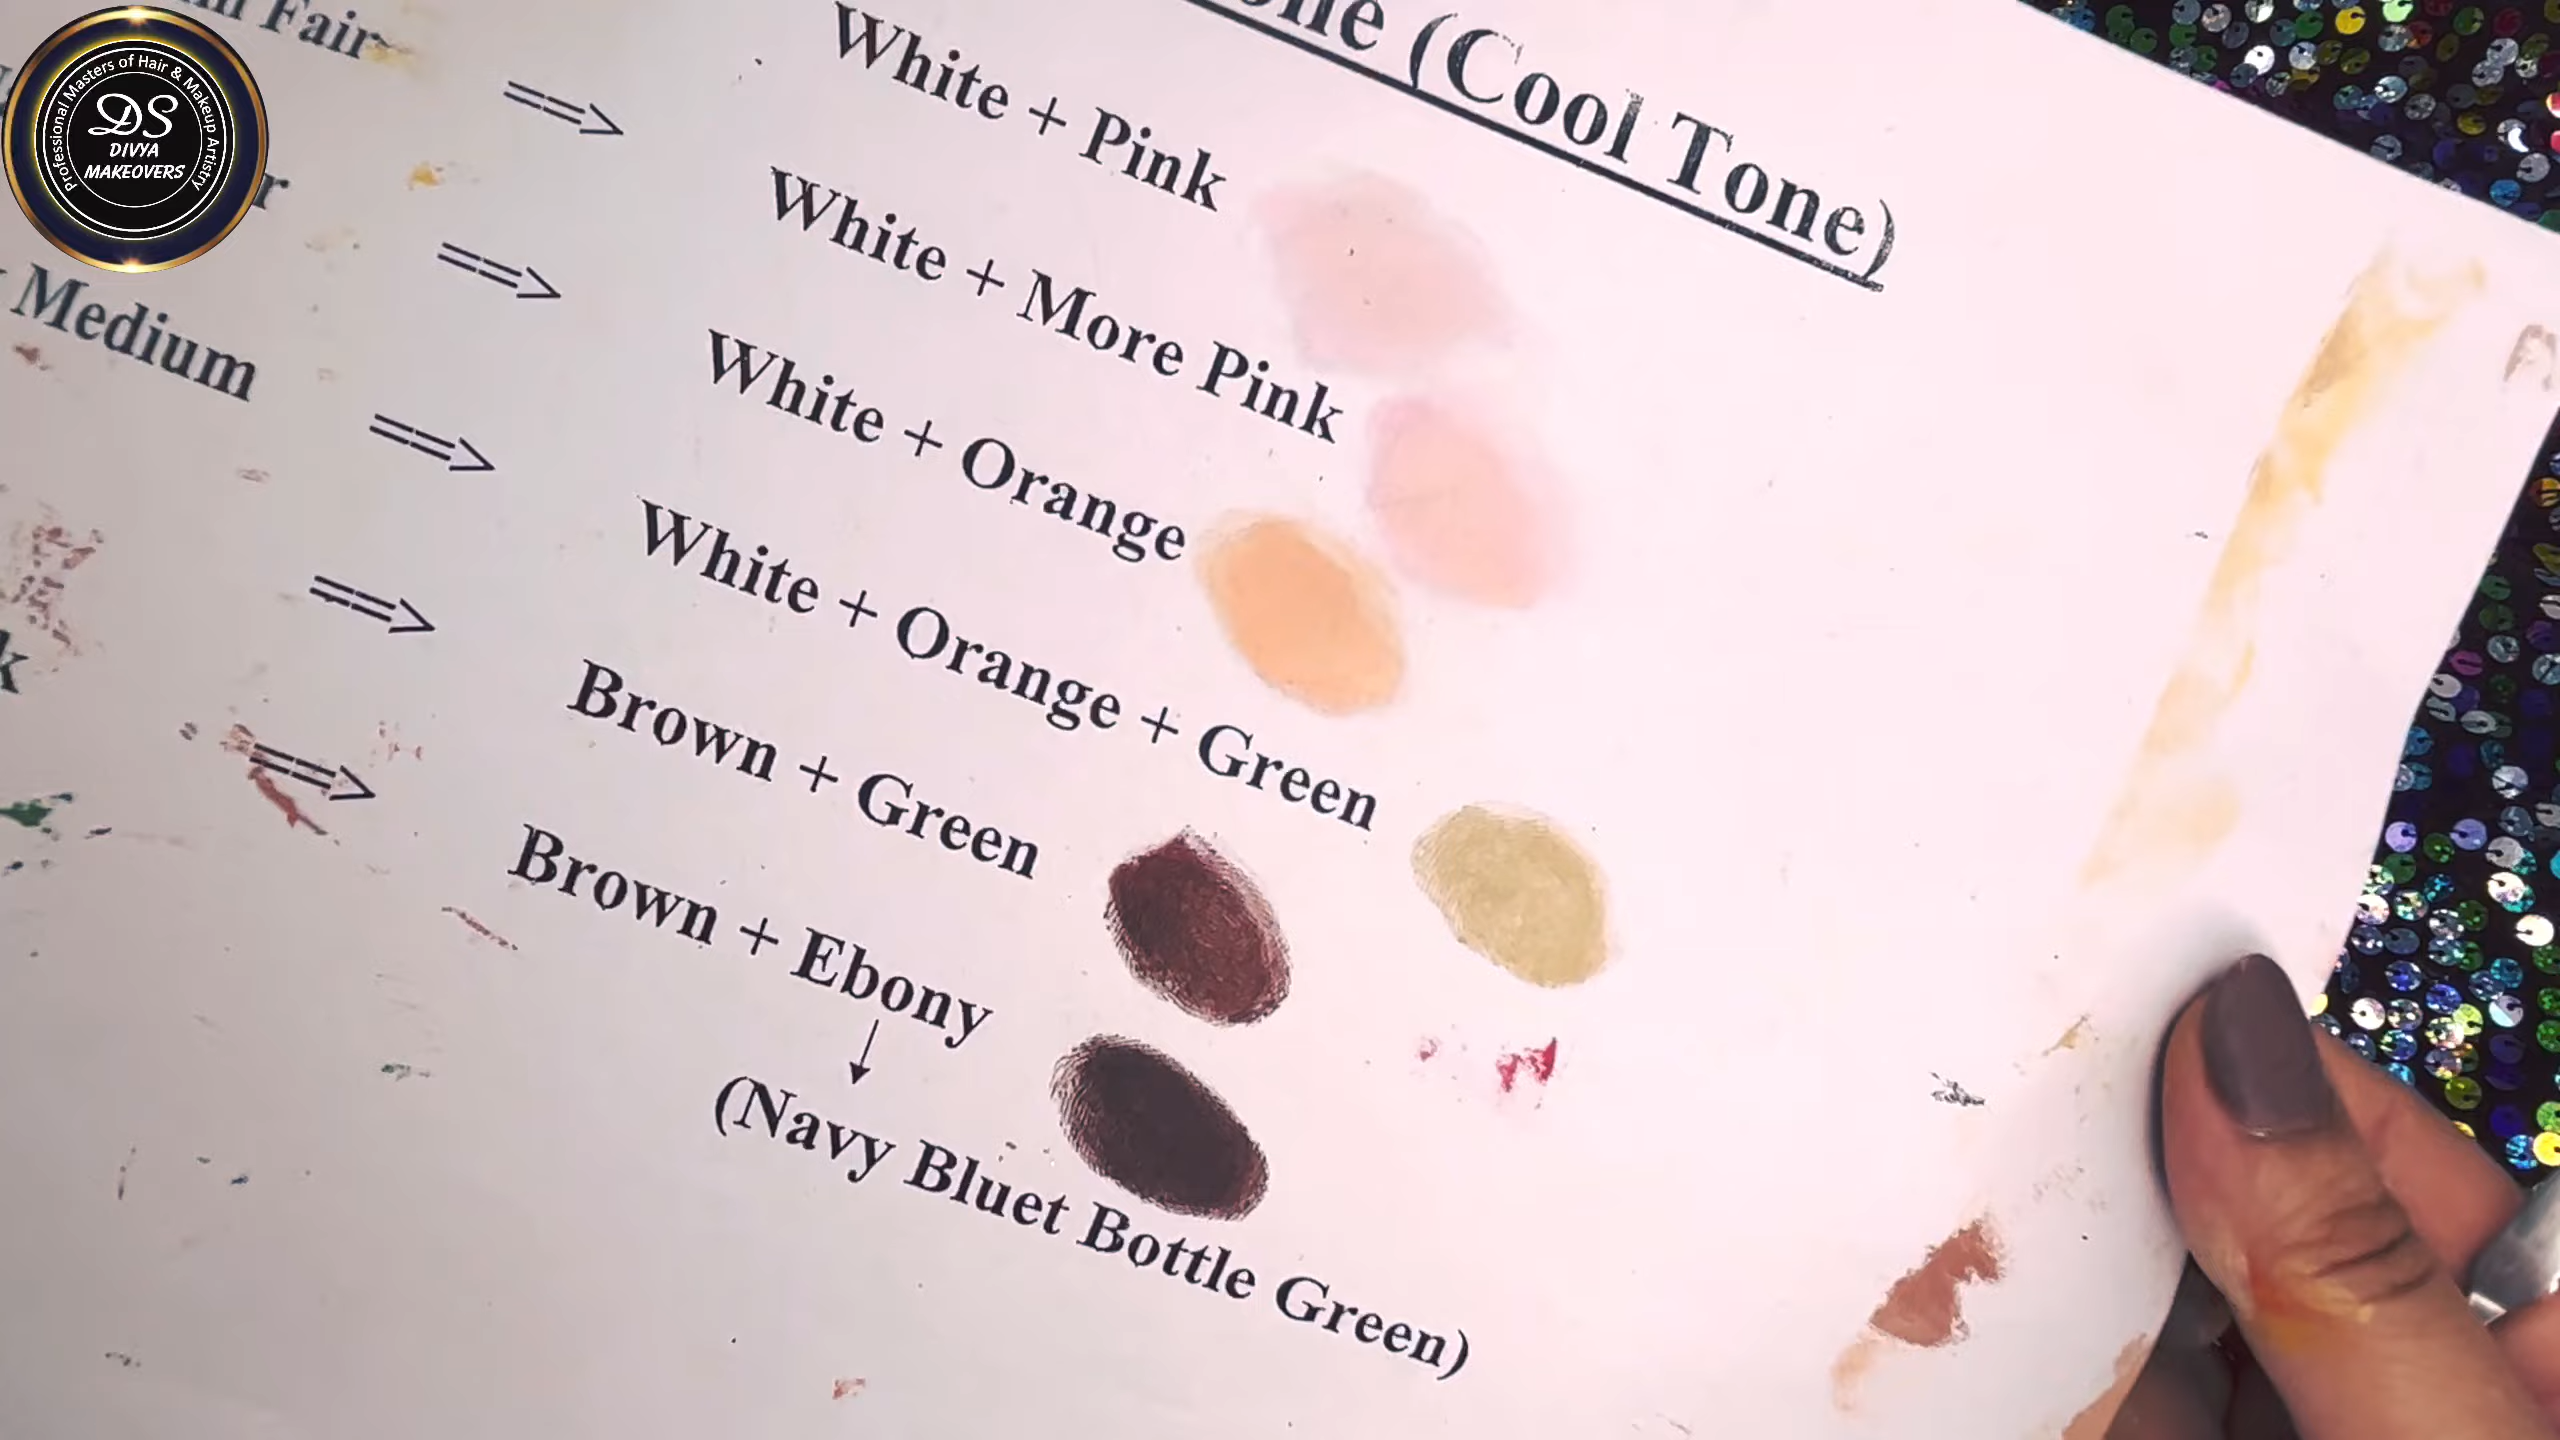 Professional Masters of Hair & Makeup Artistry
DS
DIVYA
MAKEOVERS
(Cool Tone)
Fair ==> White + Pink
==> White + More Pink
Medium ==> White + Orange
==> White + Orange + Green
==> Brown + Green
Brown + Ebony
(Navy Bluet Bottle Green)